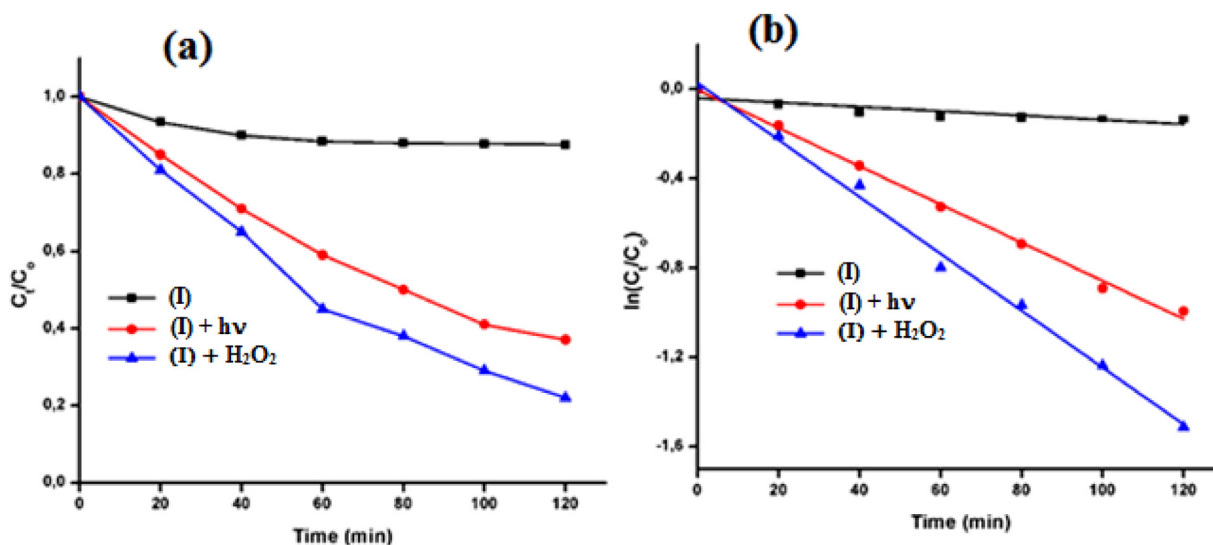 (a)
1,0
0,8
0,6
0,4
0,2
0,0
Cₜ/Cₒ
(I)
(I) + hν
(I) + H₂O₂
0 20 40 60 80 100 120
Time (min)
(b)
0,0
-0,4
-0,8
-1,2
-1,6
ln(Cₜ/Cₒ)
(I)
(I) + hν
(I) + H₂O₂
0 20 40 60 80 100 120
Time (min)